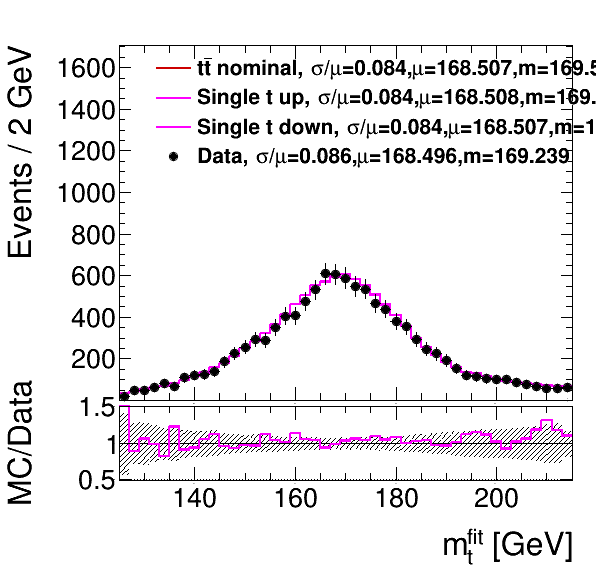 1600
1400
1200
1000
800
600
400
200
Events / 2 GeV
tt̄ nominal, σ/μ=0.084,μ=168.507,m=169.5
Single t up, σ/μ=0.084,μ=168.508,m=169.
Single t down, σ/μ=0.084,μ=168.507,m=1
Data, σ/μ=0.086,μ=168.496,m=169.239
1.5
1
0.5
MC/Data
140 160 180 200
m_t^fit [GeV]